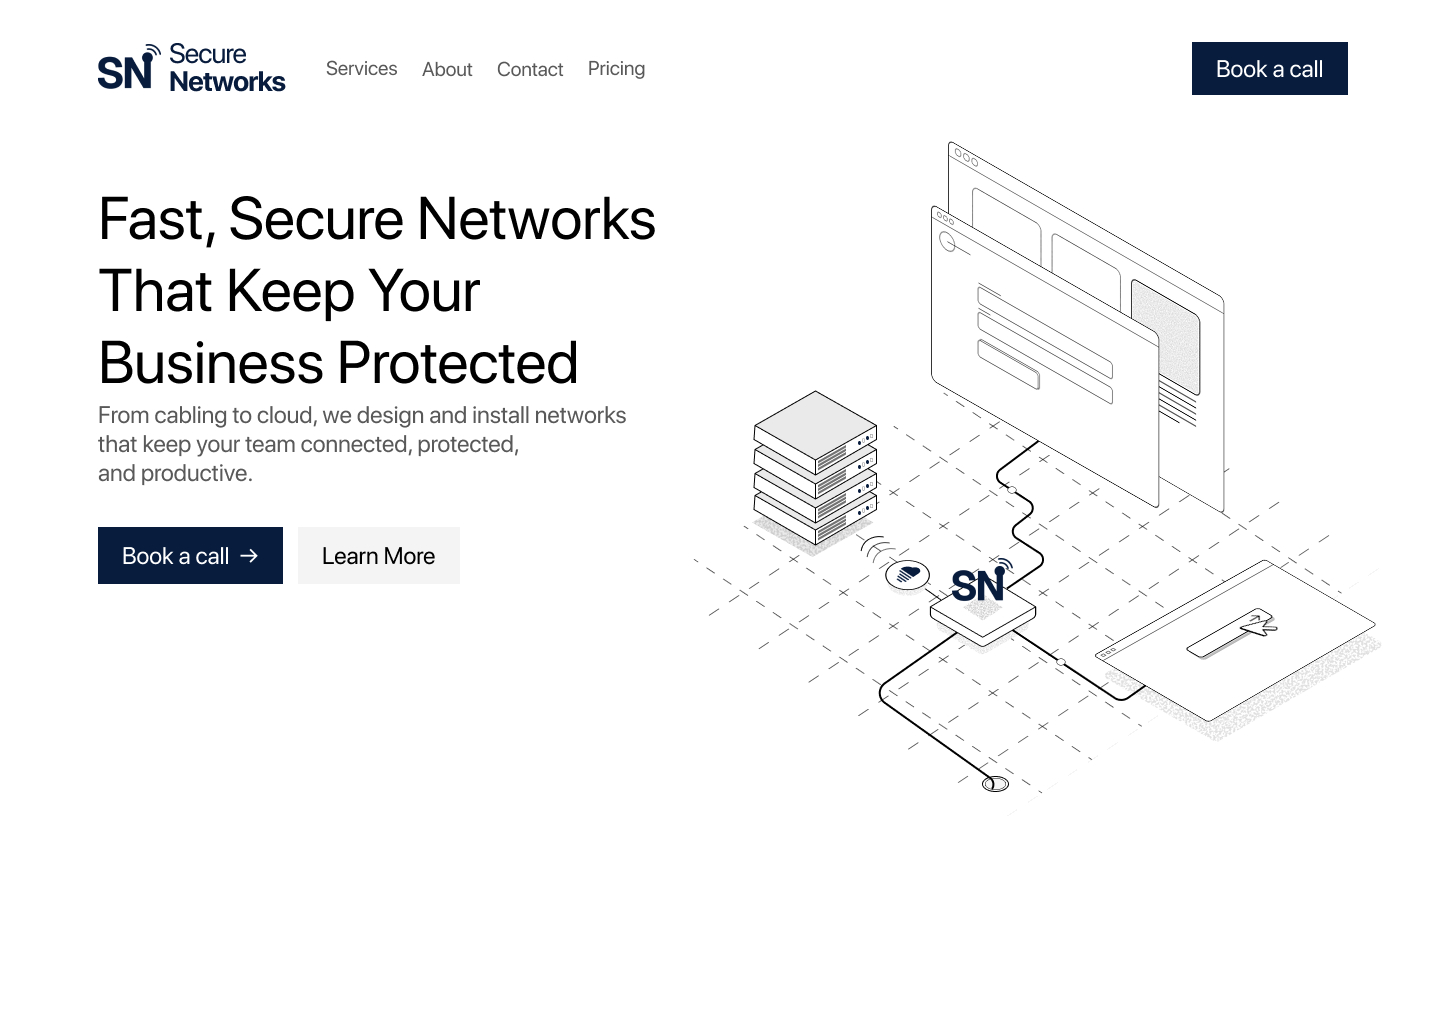 SN Secure
Networks
Services About Contact Pricing
Book a call
Fast, Secure Networks
That Keep Your
Business Protected
From cabling to cloud, we design and install networks
that keep your team connected, protected,
and productive.
Book a call →
Learn More
SN